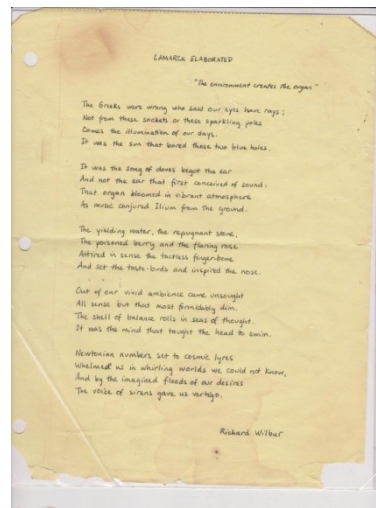 LAMARCK ELABORATED
"The environment creates the organ"
The Greeks were wrong who said our eyes have rays;
Not from these sockets or these sparkling poles
Comes the illumination of our days.
It was the sun that bored these two blue holes.
It was the song of doves begot the ear
And not the ear that first conceived of sound:
That organ bloomed in vibrant atmosphere
As music conjured Ilium from the ground.
The yielding water, the repugnant stone,
The poisoned berry and the flaring rose
Attired in sense the tactless finger-bone
And set the taste-buds and inspired the nose.
Out of our vivid ambience came unsought
All sense but that most formidably dim.
The shell of balance rolls in seas of thought.
It was the mind that taught the head to swim.
Newtonian numbers set to cosmic lyres
Whelmed us in whirling worlds we could not know,
And by the imagined floods of our desires
The voice of sirens gave us vertigo.
Richard Wilbur